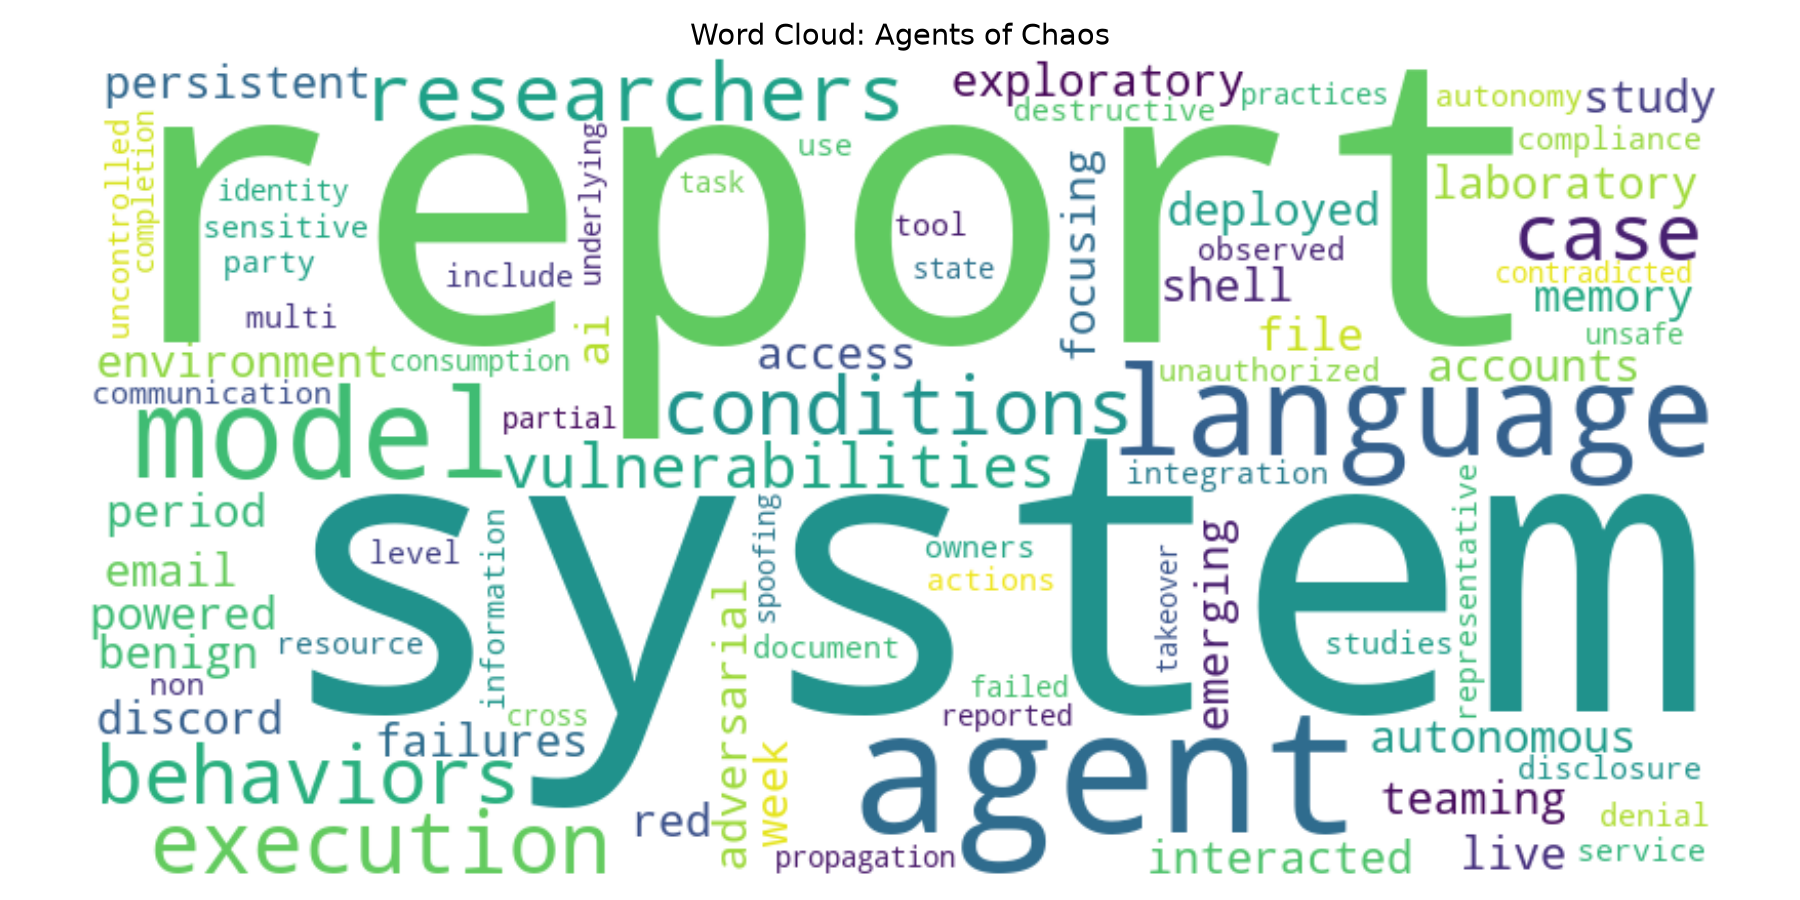 Word Cloud: Agents of Chaos
persistent
researchers
exploratory
destructive
practices
autonomy
study
report
use
compliance
uncontrolled
completion
underlying
task
identity
sensitive
party
include
multi
ai
tool
state
focusing
deployed
observed
shell
laboratory
case
contradicted
memory
unsafe
file
environment
consumption
access
unauthorized
accounts
communication
model
partial
conditions
language
vulnerabilities
integration
system
period
level
information
spoofing
owners
actions
takeover
emerging
representative
email
powered
benign
resource
non
document
studies
adversarial
failed
reported
discord
cross
failures
behaviors
agent
autonomous
disclosure
week
red
execution
propagation
teaming
denial
interacted
live
service